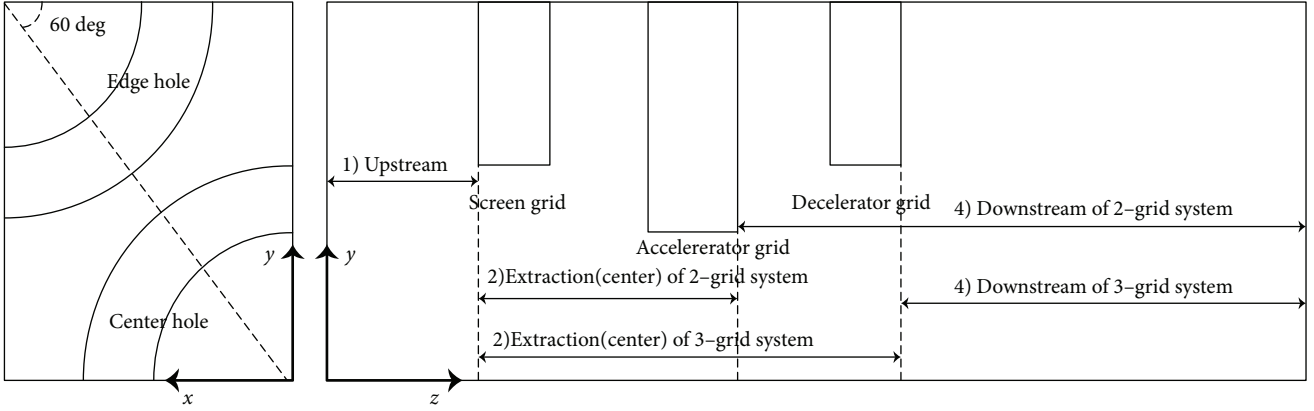 60 deg
Edge hole
Center hole
y
x
y
z
1) Upstream
Screen grid
Accelererator grid
Decelerator grid
4) Downstream of 2–grid system
2)Extraction(center) of 2–grid system
4) Downstream of 3–grid system
2)Extraction(center) of 3–grid system